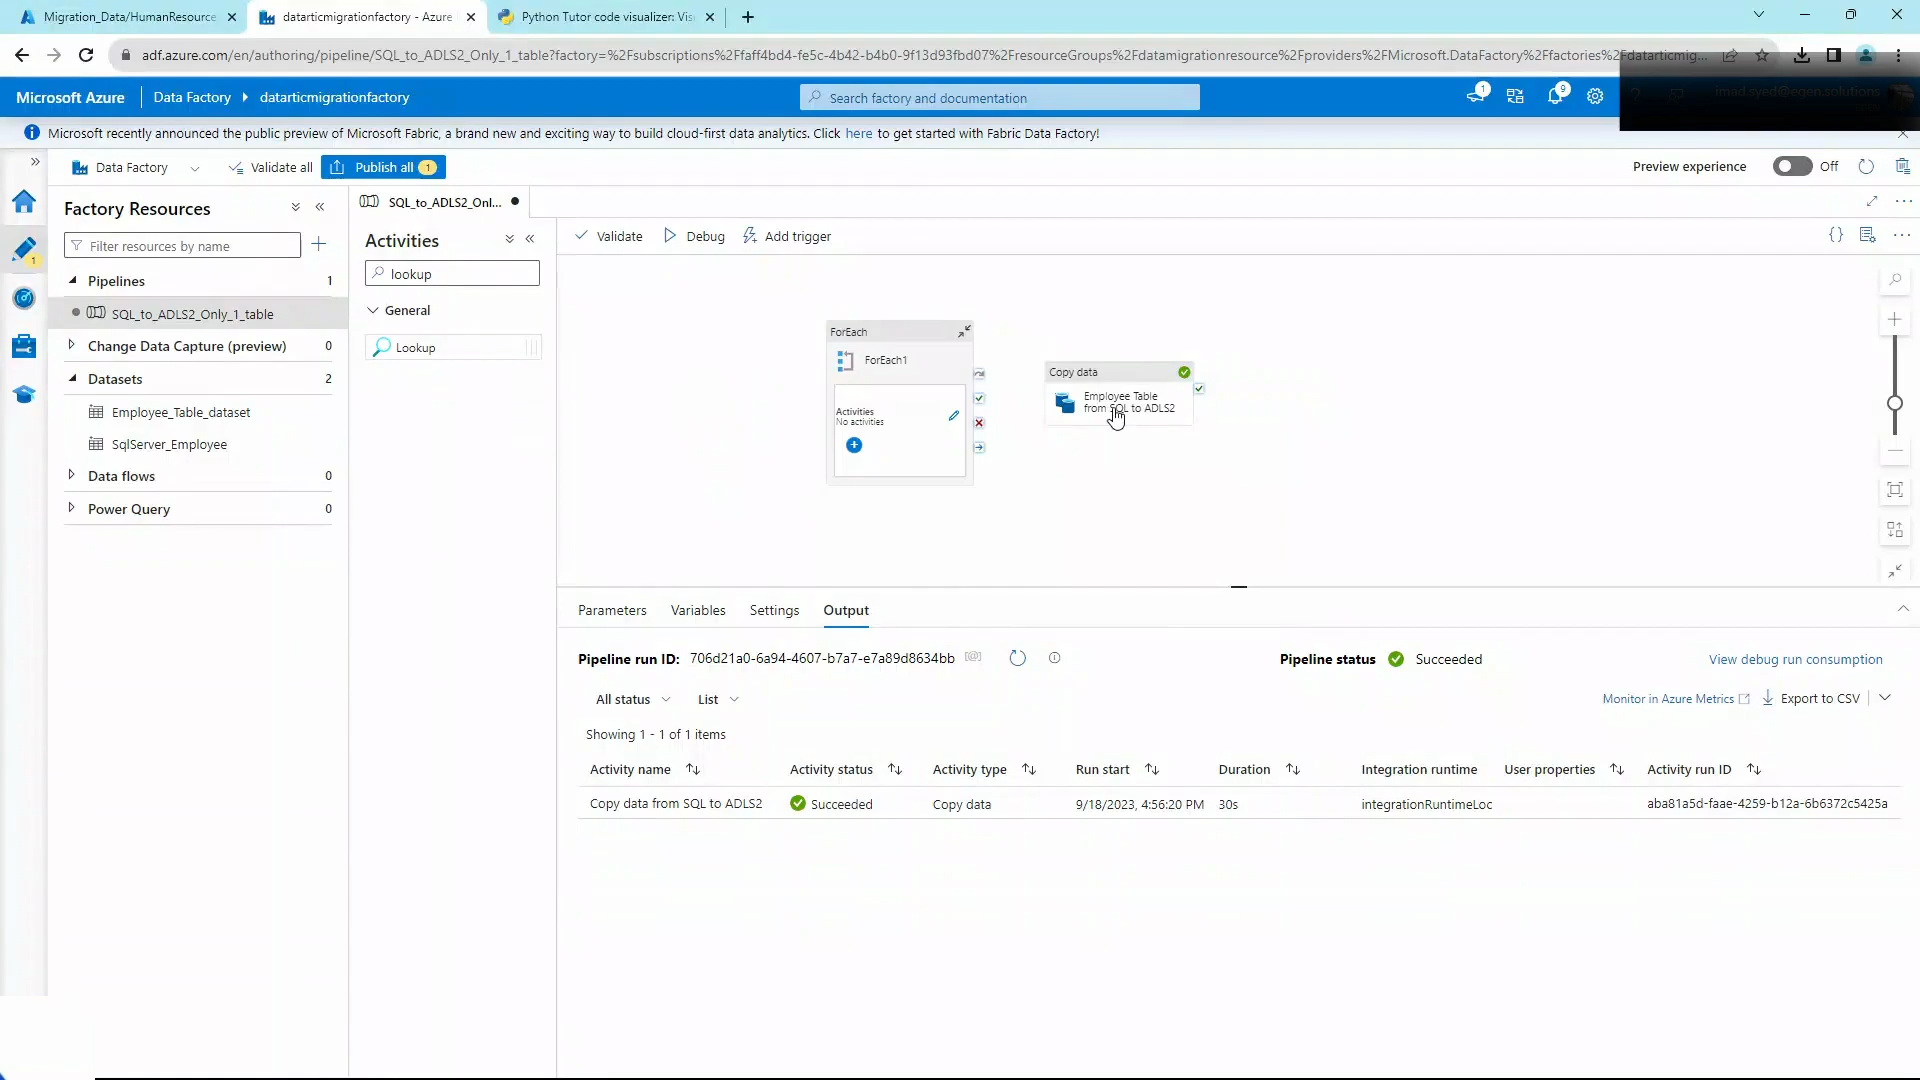 Migration_Data/HumanResource
datarticmigrationfactory - Azure
Python Tutor code visualizer: Vis
adf.azure.com/en/authoring/pipeline/SQL_to_ADLS2_Only_1_table?factory=%2Fsubscriptions%2Ffaff4bd4-fe5c-4b42-b4b0-9f13d93fbd07%2FresourceGroups%2Fdatamigrationresource%2Fproviders%2FMicrosoft.DataFactory%2Ffactories%2Fdatarticmig...
Microsoft Azure
Data Factory
datarticmigrationfactory
Search factory and documentation
1
9
imad.syed@egen.solutions
Microsoft recently announced the public preview of Microsoft Fabric, a brand new and exciting way to build cloud-first data analytics. Click here to get started with Fabric Data Factory!
Data Factory
Validate all
Publish all 1
Preview experience
Off
Factory Resources
SQL_to_ADLS2_Onl...
Filter resources by name
1
Activities
lookup
Validate
Debug
Add trigger
Pipelines 1
SQL_to_ADLS2_Only_1_table
Change Data Capture (preview) 0
Datasets 2
Employee_Table_dataset
SqlServer_Employee
Data flows 0
Power Query 0
General
Lookup
ForEach
ForEach1
Activities
No activities
Copy data
Employee Table
from SQL to ADLS2
Parameters
Variables
Settings
Output
Pipeline run ID: 706d21a0-6a94-4607-b7a7-e7a89d8634bb
Pipeline status
Succeeded
View debug run consumption
All status
List
Monitor in Azure Metrics
Export to CSV
Showing 1 - 1 of 1 items
Activity name
Activity status
Activity type
Run start
Duration
Integration runtime
User properties
Activity run ID
Copy data from SQL to ADLS2
Succeeded
Copy data
9/18/2023, 4:56:20 PM
30s
integrationRuntimeLoc
aba81a5d-faae-4259-b12a-6b6372c5425a